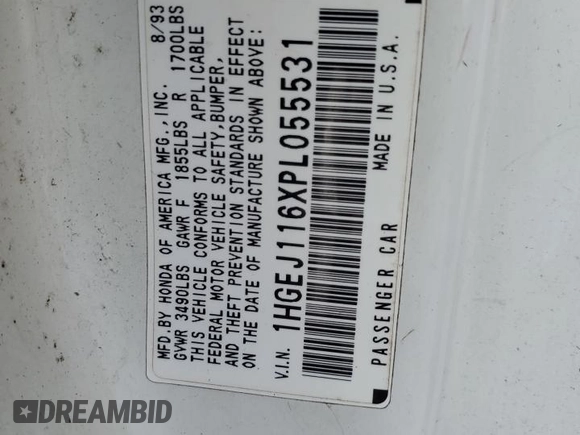 MFD.BY HONDA OF AMERICA MFG.,INC. 8/93
GVWR 3490LBS GAWR F 1855LBS R 1700LBS
THIS VEHICLE CONFORMS TO ALL APPLICABLE
FEDERAL MOTOR VEHICLE SAFETY,BUMPER,
AND THEFT PREVENTION STANDARDS IN EFFECT
ON THE DATE OF MANUFACTURE SHOWN ABOVE:
V.I.N. 1HGEJ116XPL055531
PASSENGER CAR MADE IN U.S.A.
DREAMBID